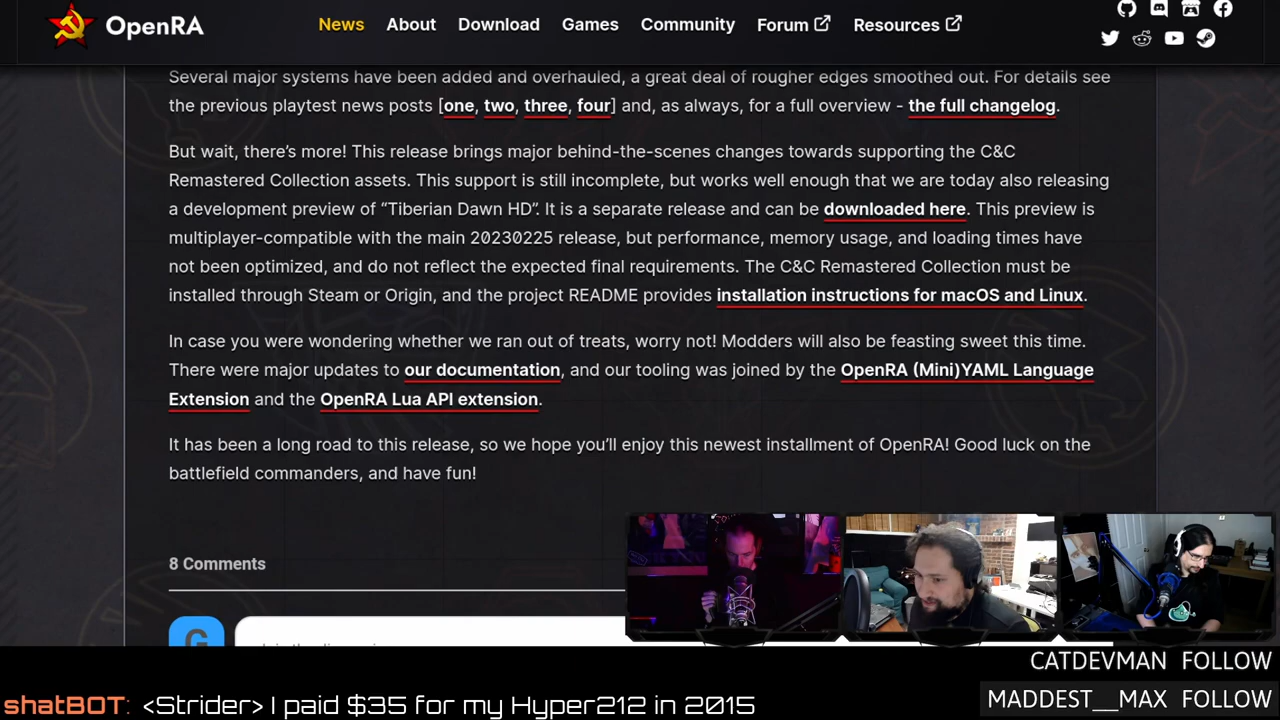 OpenRA
News About Download Games Community Forum Resources
Several major systems have been added and overhauled, a great deal of rougher edges smoothed out. For details see
the previous playtest news posts [one, two, three, four] and, as always, for a full overview - the full changelog.
But wait, there’s more! This release brings major behind-the-scenes changes towards supporting the C&C
Remastered Collection assets. This support is still incomplete, but works well enough that we are today also releasing
a development preview of “Tiberian Dawn HD”. It is a separate release and can be downloaded here. This preview is
multiplayer-compatible with the main 20230225 release, but performance, memory usage, and loading times have
not been optimized, and do not reflect the expected final requirements. The C&C Remastered Collection must be
installed through Steam or Origin, and the project README provides installation instructions for macOS and Linux.
In case you were wondering whether we ran out of treats, worry not! Modders will also be feasting sweet this time.
There were major updates to our documentation, and our tooling was joined by the OpenRA (Mini)YAML Language
Extension and the OpenRA Lua API extension.
It has been a long road to this release, so we hope you’ll enjoy this newest installment of OpenRA! Good luck on the
battlefield commanders, and have fun!
8 Comments
G
CATDEVMAN FOLLOW
MADDEST__MAX FOLLOW
shatBOT: <Strider> I paid $35 for my Hyper212 in 2015